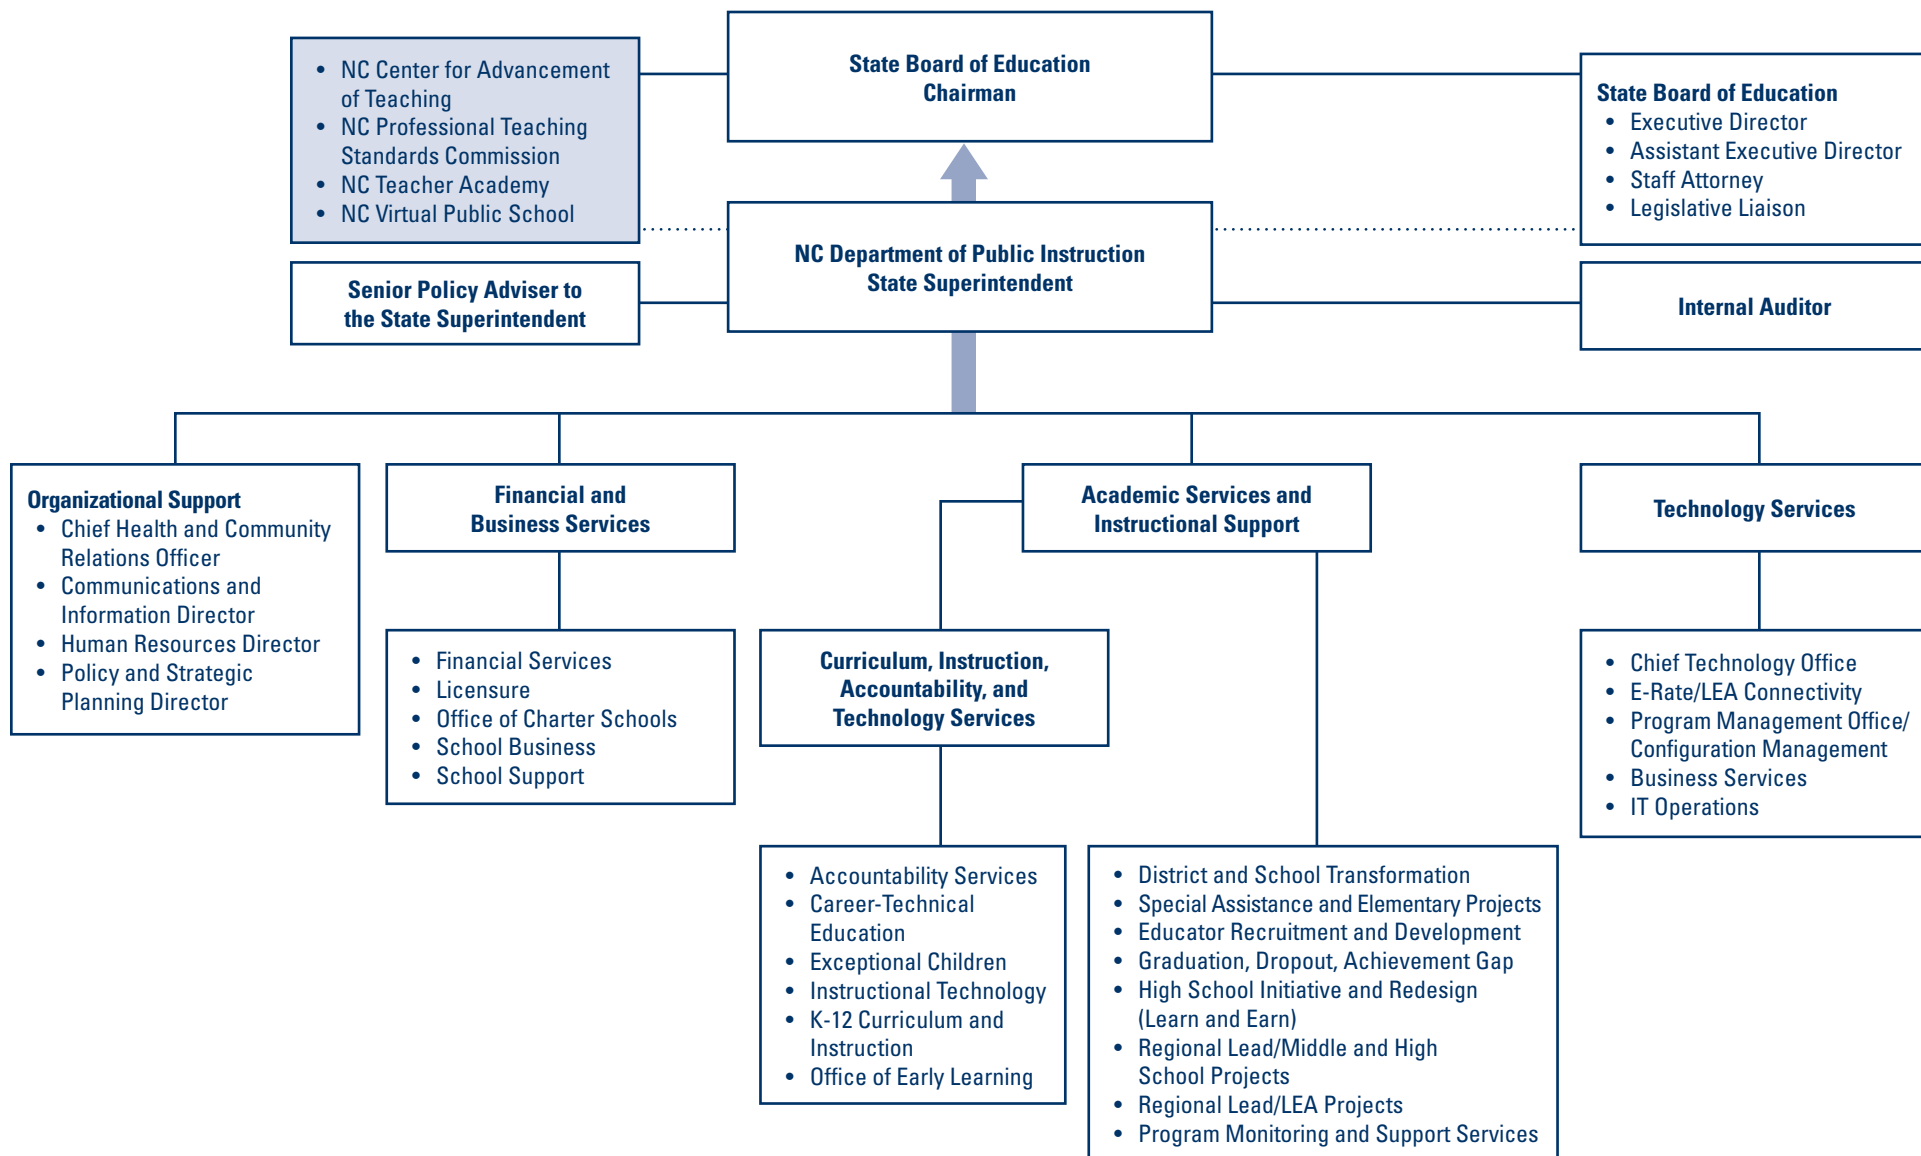 • NC Center for Advancement
of Teaching
• NC Professional Teaching
Standards Commission
• NC Teacher Academy
• NC Virtual Public School
State Board of Education
Chairman
State Board of Education
• Executive Director
• Assistant Executive Director
• Staff Attorney
• Legislative Liaison
NC Department of Public Instruction
State Superintendent
Senior Policy Adviser to
the State Superintendent
Internal Auditor
Organizational Support
• Chief Health and Community
Relations Officer
• Communications and
Information Director
• Human Resources Director
• Policy and Strategic
Planning Director
Financial and
Business Services
• Financial Services
• Licensure
• Office of Charter Schools
• School Business
• School Support
Academic Services and
Instructional Support
Curriculum, Instruction,
Accountability, and
Technology Services
• Accountability Services
• Career-Technical
Education
• Exceptional Children
• Instructional Technology
• K-12 Curriculum and
Instruction
• Office of Early Learning
• District and School Transformation
• Special Assistance and Elementary Projects
• Educator Recruitment and Development
• Graduation, Dropout, Achievement Gap
• High School Initiative and Redesign
(Learn and Earn)
• Regional Lead/Middle and High
School Projects
• Regional Lead/LEA Projects
• Program Monitoring and Support Services
Technology Services
• Chief Technology Office
• E-Rate/LEA Connectivity
• Program Management Office/
Configuration Management
• Business Services
• IT Operations